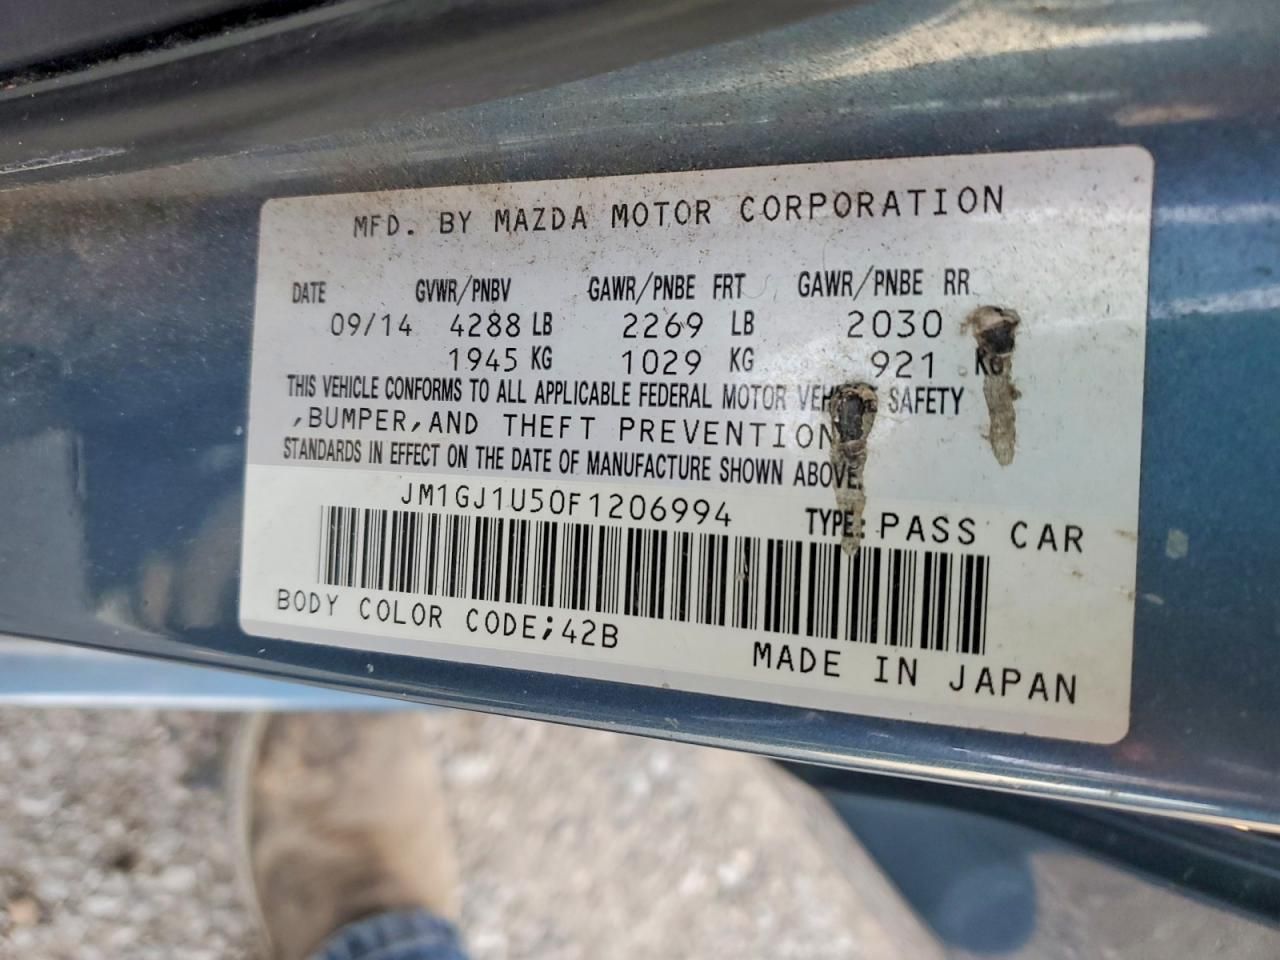 MFD. BY MAZDA MOTOR CORPORATION
DATE GVWR/PNBV GAWR/PNBE FRT GAWR/PNBE RR
09/14 4288 LB 2269 LB 2030
1945 KG 1029 KG 921 KG
THIS VEHICLE CONFORMS TO ALL APPLICABLE FEDERAL MOTOR VEHICLE SAFETY
,BUMPER,AND THEFT PREVENTION
STANDARDS IN EFFECT ON THE DATE OF MANUFACTURE SHOWN ABOVE.
JM1GJ1U50F1206994 TYPE: PASS CAR
BODY COLOR CODE;42B
MADE IN JAPAN